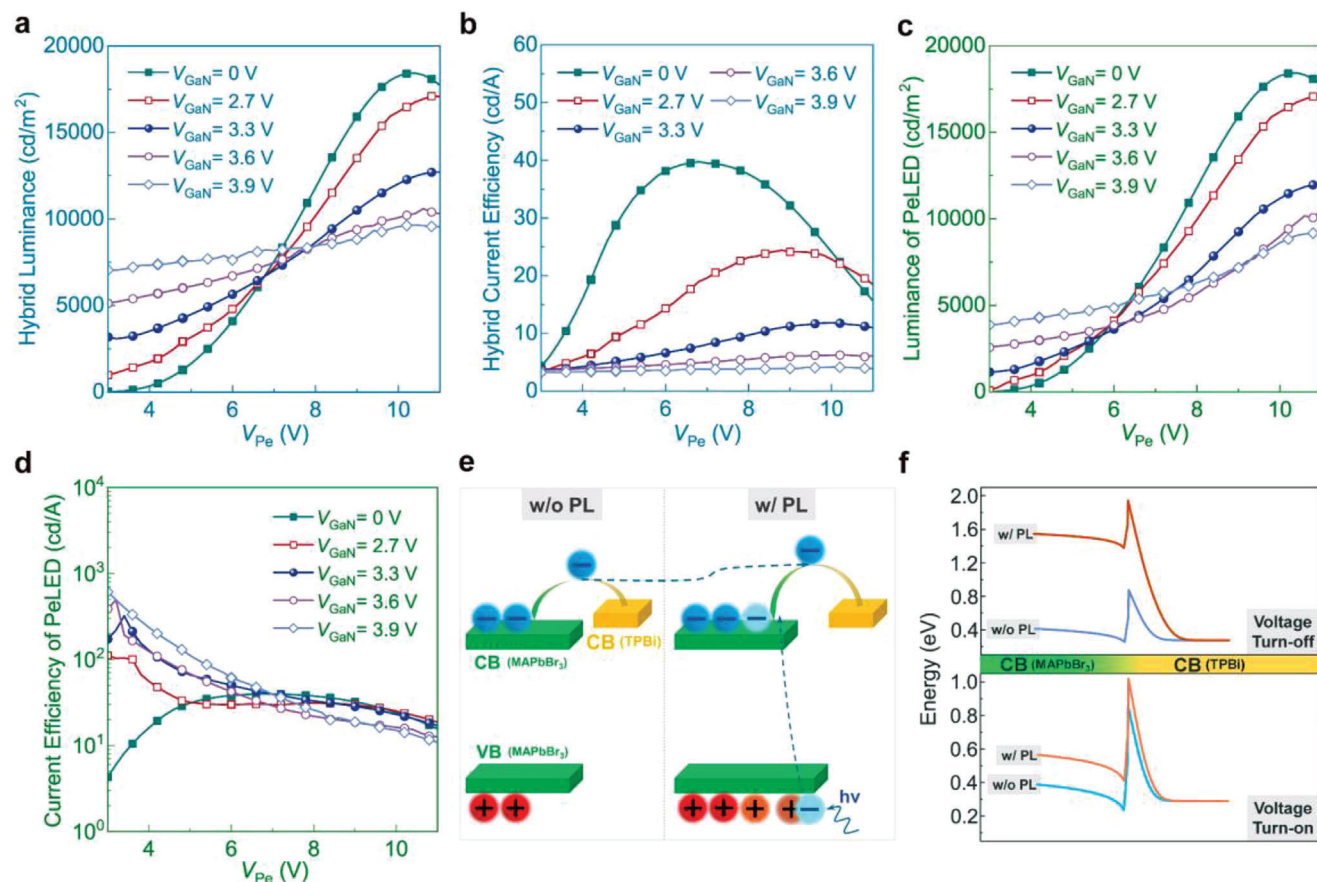 a
20000
15000
10000
5000
0
Hybrid Luminance (cd/m²)
V_GaN= 0 V
V_GaN= 2.7 V
V_GaN= 3.3 V
V_GaN= 3.6 V
V_GaN= 3.9 V
4 6 8 10
V_Pe (V)
b
60
50
40
30
20
10
0
Hybrid Current Efficiency (cd/A)
V_GaN= 0 V
V_GaN= 2.7 V
V_GaN= 3.3 V
V_GaN= 3.6 V
V_GaN= 3.9 V
4 6 8 10
V_Pe (V)
c
20000
15000
10000
5000
0
Luminance of PeLED (cd/m²)
V_GaN= 0 V
V_GaN= 2.7 V
V_GaN= 3.3 V
V_GaN= 3.6 V
V_GaN= 3.9 V
4 6 8 10
V_Pe (V)
d
10⁴
10³
10²
10¹
10⁰
Current Efficiency of PeLED (cd/A)
V_GaN= 0 V
V_GaN= 2.7 V
V_GaN= 3.3 V
V_GaN= 3.6 V
V_GaN= 3.9 V
4 6 8 10
V_Pe (V)
e
w/o PL
w/ PL
CB (TPBi)
CB (MAPbBr₃)
VB (MAPbBr₃)
hv
f
2.0
1.6
w/ PL
1.2
0.8
w/o PL
0.4
Voltage
Turn-off
CB (MAPbBr₃)
CB (TPBi)
Energy (eV)
1.0
0.8
0.6
w/ PL
0.4
w/o PL
0.2
0.0
Voltage
Turn-on